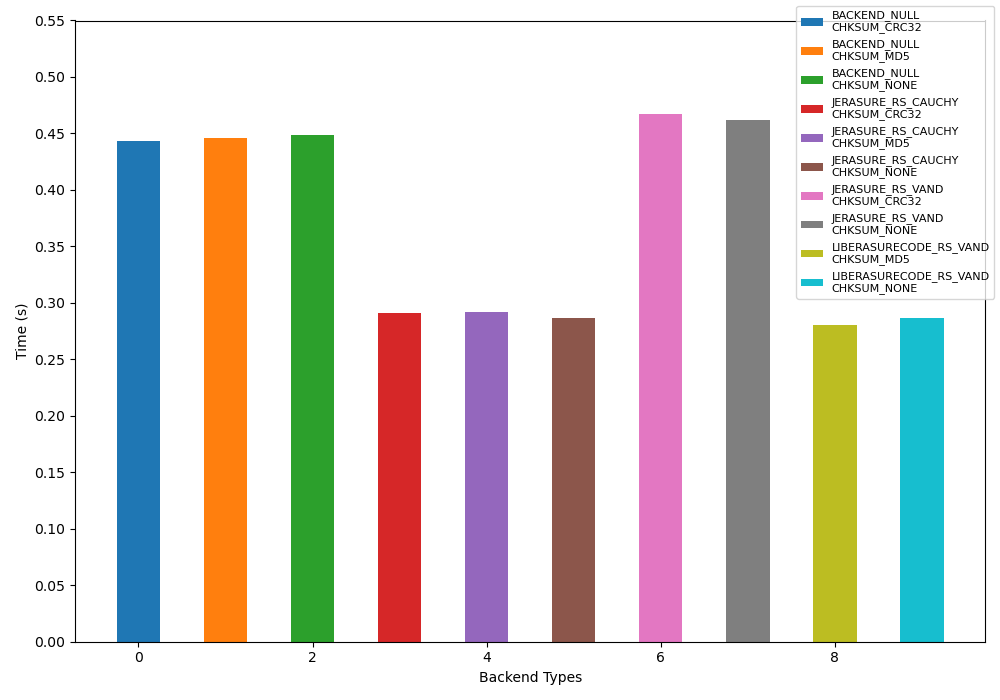 0.55
0.50
0.45
0.40
0.35
0.30
0.25
0.20
0.15
0.10
0.05
0.00
Time (s)
0 2 4 6 8
Backend Types
BACKEND_NULL
CHKSUM_CRC32
BACKEND_NULL
CHKSUM_MD5
BACKEND_NULL
CHKSUM_NONE
JERASURE_RS_CAUCHY
CHKSUM_CRC32
JERASURE_RS_CAUCHY
CHKSUM_MD5
JERASURE_RS_CAUCHY
CHKSUM_NONE
JERASURE_RS_VAND
CHKSUM_CRC32
JERASURE_RS_VAND
CHKSUM_NONE
LIBERASURECODE_RS_VAND
CHKSUM_MD5
LIBERASURECODE_RS_VAND
CHKSUM_NONE